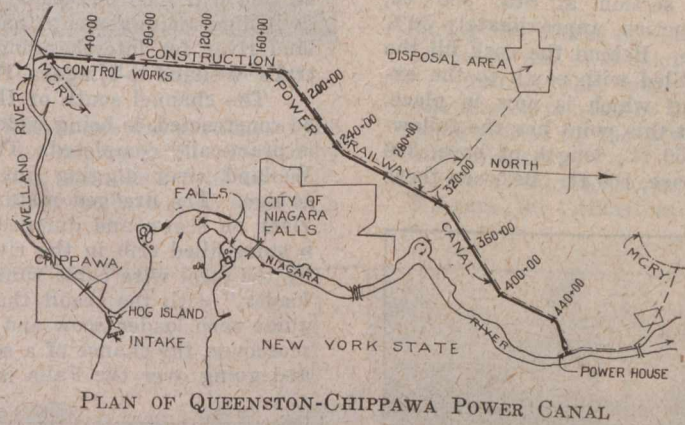 40+00
80+00
120+00
160+00
CONSTRUCTION
CONTROL WORKS
MCRY.
POWER
200+00
240+00
RAILWAY
280+00
320+00
DISPOSAL AREA
NORTH
WELLAND RIVER
FALLS
CITY OF
NIAGARA
FALLS
NIAGARA
RIVER
CANAL
360+00
400+00
440+00
MCRY.
CHIPPAWA
HOG ISLAND
INTAKE
NEW YORK STATE
POWER HOUSE
PLAN OF QUEENSTON-CHIPPAWA POWER CANAL